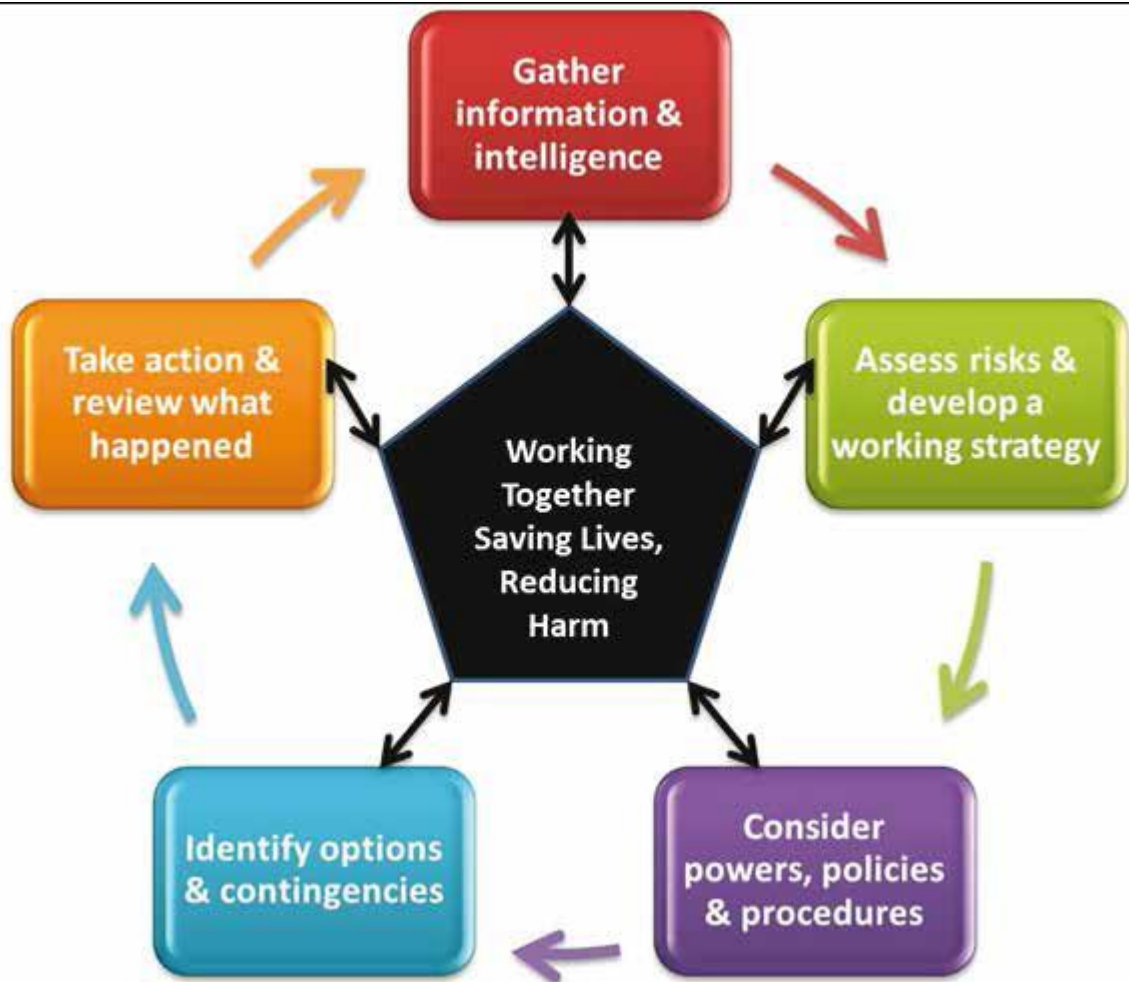 Gather
information &
intelligence
Assess risks &
develop a
working strategy
Consider
powers, policies
& procedures
Identify options
& contingencies
Take action &
review what
happened
Working
Together
Saving Lives,
Reducing
Harm